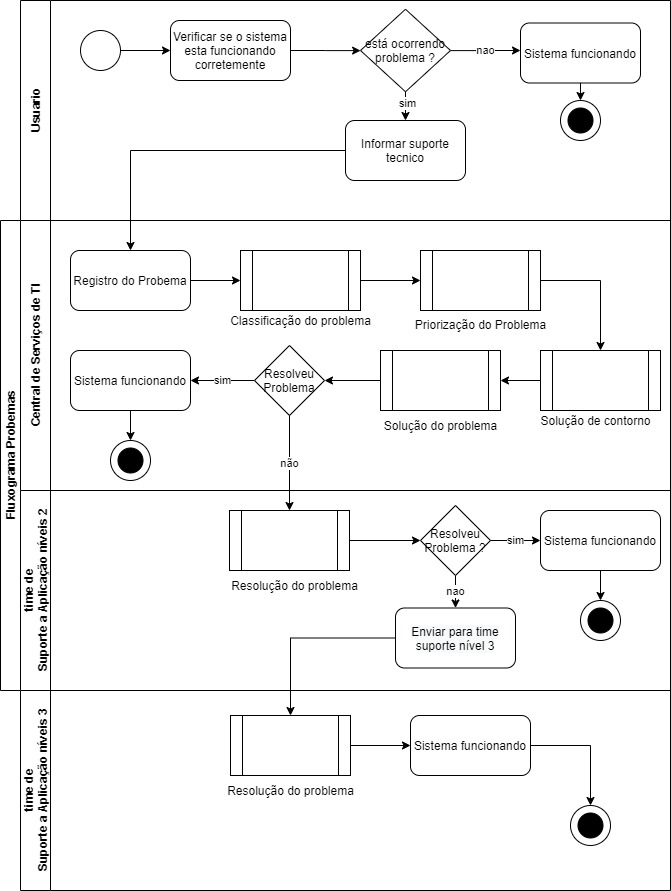 Fluxograma Probemas
Usuario
Verificar se o sistema
esta funcionando
corretemente
está ocorrendo
problema ?
nao
Sistema funcionando
sim
Informar suporte
tecnico
Central de Serviços de TI
Registro do Probema
Classificação do problema
Priorização do Problema
Sistema funcionando
sim
Resolveu
Problema
Solução do problema
Solução de contorno
não
time de
Suporte a Aplicação níveis 2
Resolução do problema
Resolveu
Problema ?
sim
Sistema funcionando
nao
Enviar para time
suporte nível 3
time de
Suporte a Aplicação níveis 3
Resolução do problema
Sistema funcionando